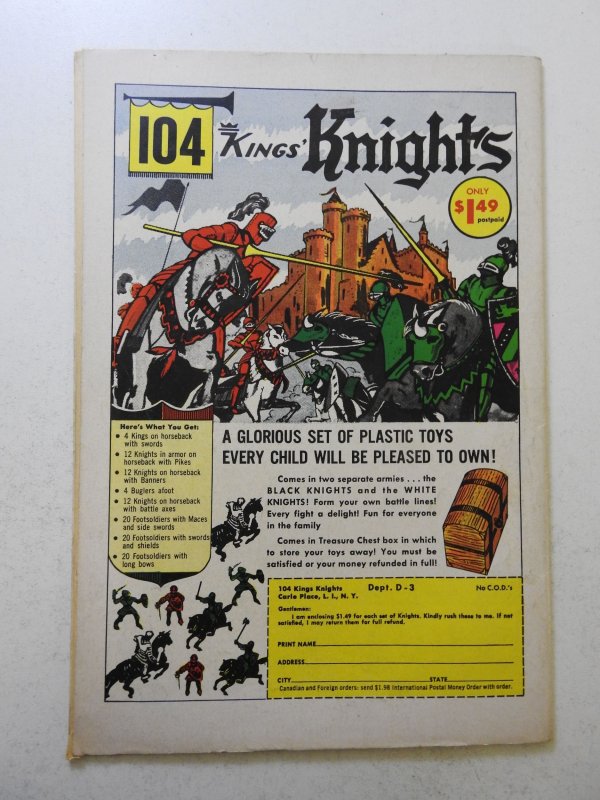 104 KINGS' Knights
ONLY
$1.49
postpaid
Here's What You Get:
• 4 Kings on horseback
with swords
• 12 Knights in armor on
horseback with Pikes
• 12 Knights on horseback
with Banners
• 4 Buglers afoot
• 12 Knights on horseback
with battle axes
• 20 Footsoldiers with Maces
and side swords
• 20 Footsoldiers with swords
and shields
• 20 Footsoldiers with
long bows
A GLORIOUS SET OF PLASTIC TOYS
EVERY CHILD WILL BE PLEASED TO OWN!
Comes in two separate armies . . . the
BLACK KNIGHTS and the WHITE
KNIGHTS! Form your own battle lines!
Every fight a delight! Fun for everyone
in the family
Comes in Treasure Chest box in which
to store your toys away! You must be
satisfied or your money refunded in full!
104 Kings Knights Dept. D-3 No C.O.D.'s
Carle Place, L. I., N. Y.
Gentlemen:
I am enclosing $1.49 for each set of Knights. Kindly rush these to me. If not
satisfied, I may return them for full refund.
PRINT NAME
ADDRESS
CITY STATE
Canadian and Foreign orders: send $1.98 International Postal Money Order with order.